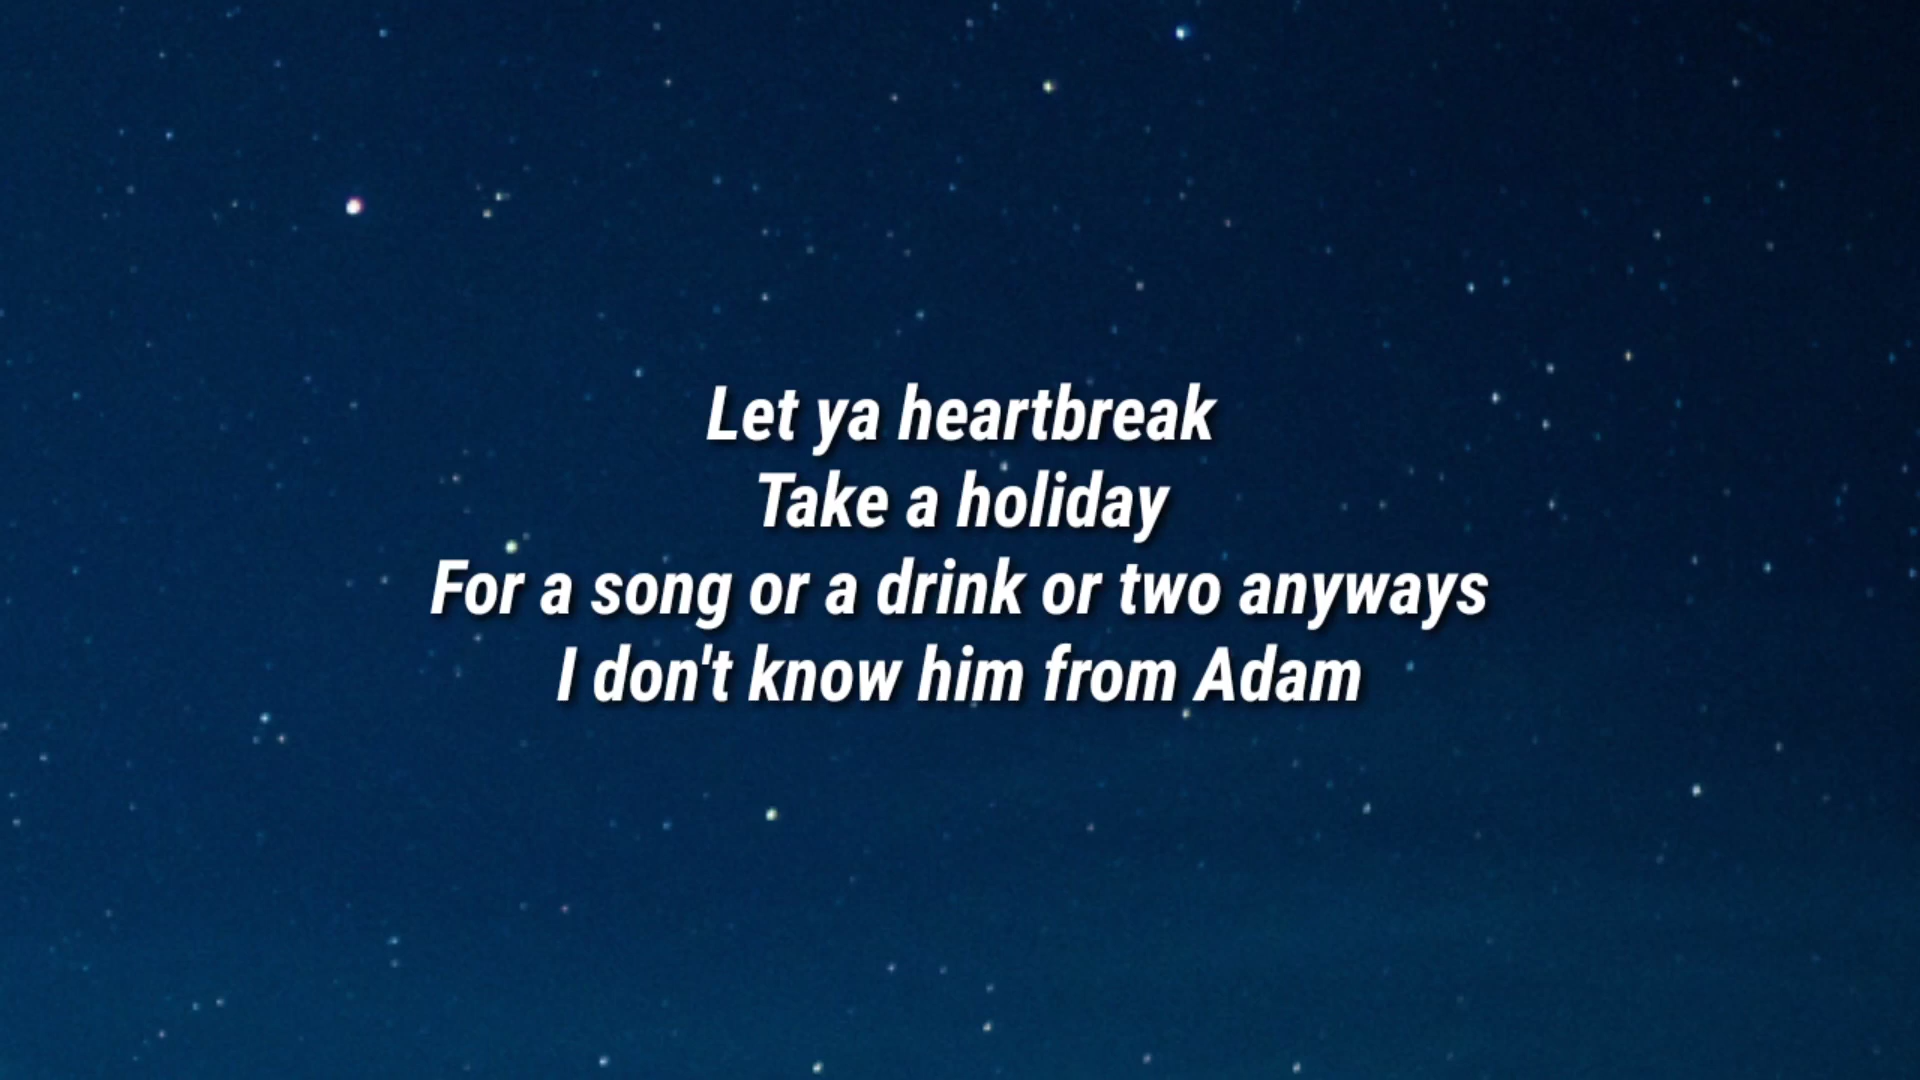 Let ya heartbreak
Take a holiday
For a song or a drink or two anyways
I don't know him from Adam